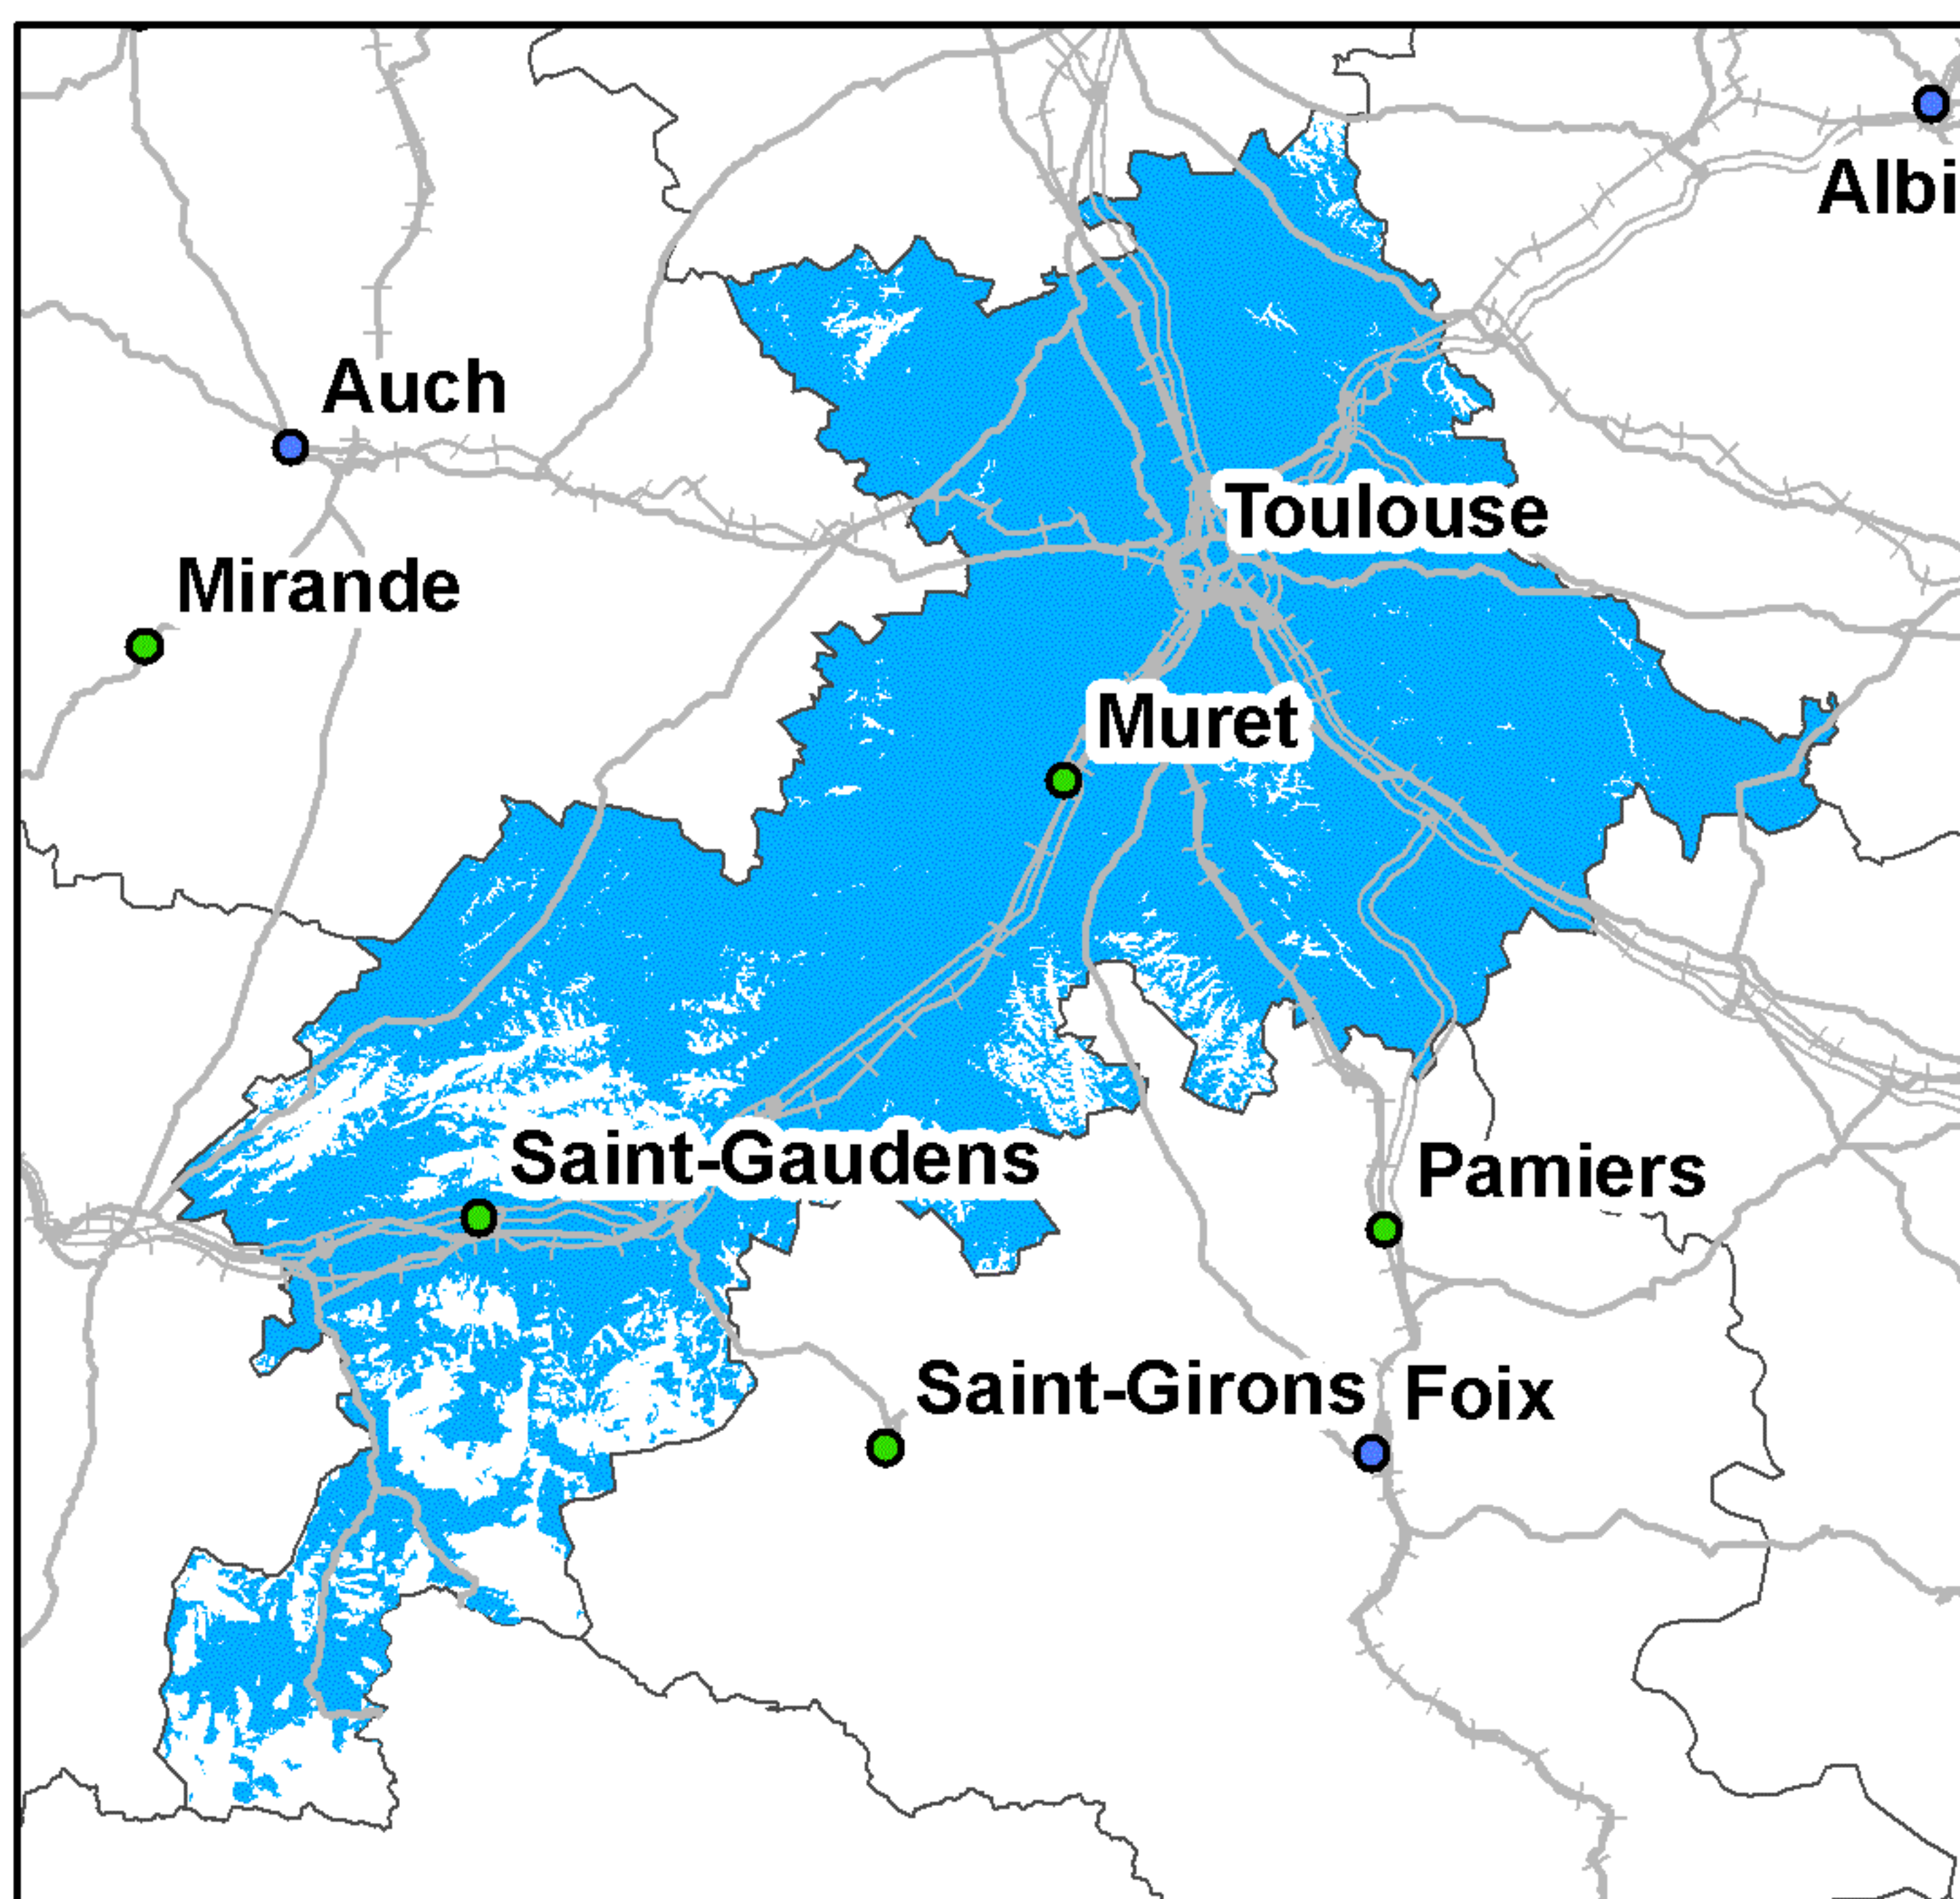 Albi
Auch
Toulouse
Mirande
Muret
Saint-Gaudens
Pamiers
Saint-Girons
Foix